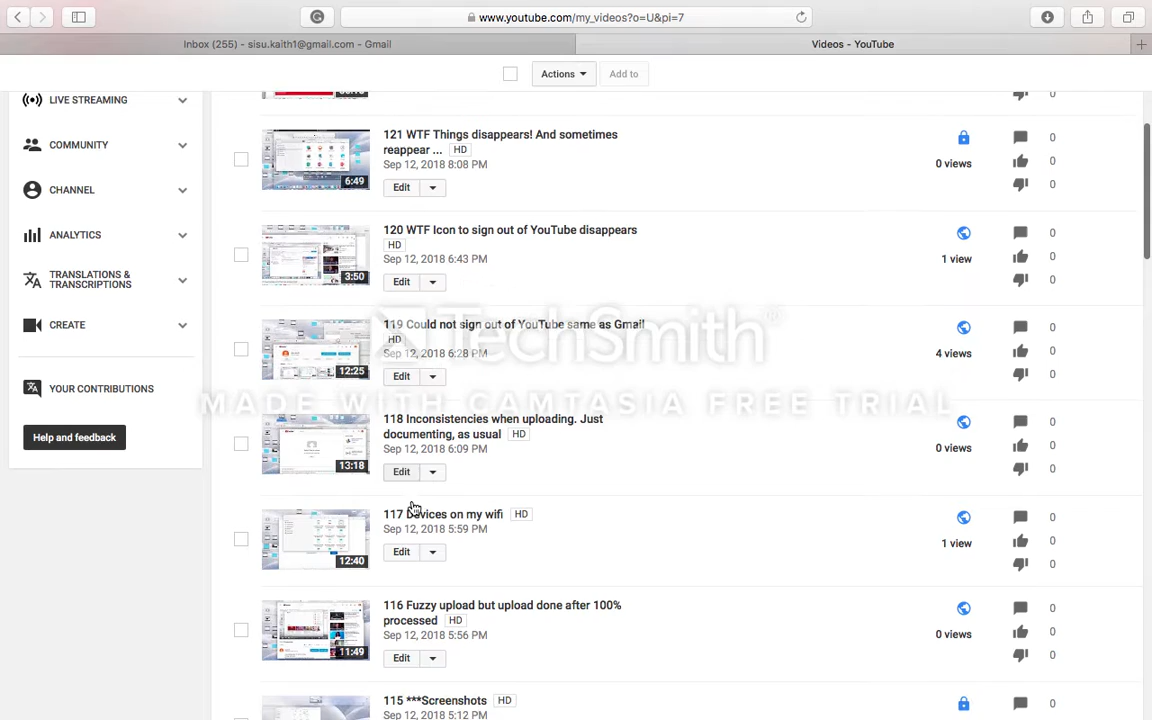 www.youtube.com/my_videos?o=U&pi=7
Inbox (255) - sisu.kaith1@gmail.com - Gmail
Videos - YouTube
Actions
Add to
LIVE STREAMING
COMMUNITY
CHANNEL
ANALYTICS
TRANSLATIONS &
TRANSCRIPTIONS
CREATE
YOUR CONTRIBUTIONS
Help and feedback
0
121 WTF Things disappears! And sometimes
reappear ... HD
Sep 12, 2018 8:08 PM
Edit
6:49
0 views
0
0
0
120 WTF Icon to sign out of YouTube disappears
HD
Sep 12, 2018 6:43 PM
Edit
3:50
1 view
0
0
0
119 Could not sign out of YouTube same as Gmail
HD
Sep 12, 2018 6:28 PM
Edit
12:25
4 views
0
0
0
TechSmith
MADE WITH CAMTASIA FREE TRIAL
118 Inconsistencies when uploading. Just
documenting, as usual HD
Sep 12, 2018 6:09 PM
Edit
13:18
0 views
0
0
0
117 Devices on my wifi HD
Sep 12, 2018 5:59 PM
Edit
12:40
1 view
0
0
0
116 Fuzzy upload but upload done after 100%
processed HD
Sep 12, 2018 5:56 PM
Edit
11:49
0 views
0
0
0
115 ***Screenshots HD
Sep 12, 2018 5:12 PM
0